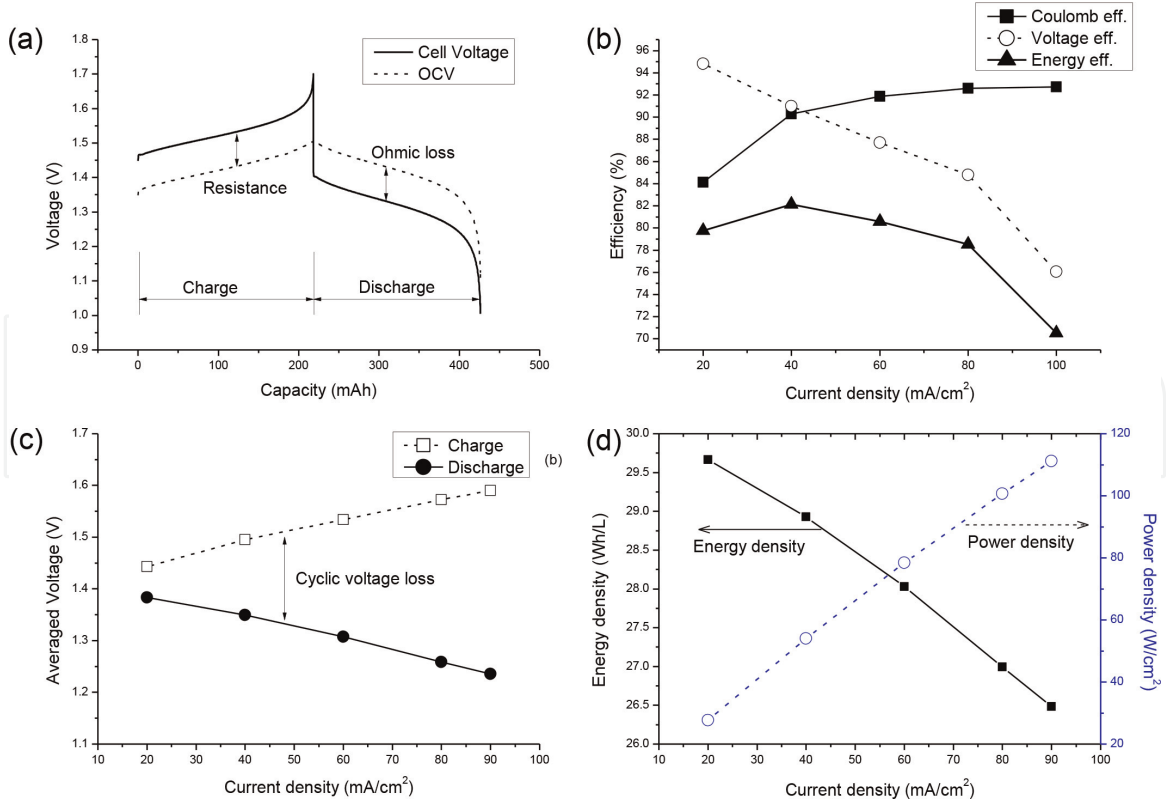 (a)
Cell Voltage
OCV
1.8
1.7
1.6
1.5
1.4
1.3
1.2
1.1
1.0
0.9
Voltage (V)
Resistance
Ohmic loss
Charge
Discharge
0 100 200 300 400 500
Capacity (mAh)
(b)
Coulomb eff.
Voltage eff.
Energy eff.
96
94
92
90
88
86
84
82
80
78
76
74
72
70
Efficiency (%)
20 40 60 80 100
Current density (mA/cm²)
(c)
Charge
Discharge
(b)
1.7
1.6
1.5
1.4
1.3
1.2
1.1
Averaged Voltage (V)
Cyclic voltage loss
10 20 30 40 50 60 70 80 90 100
Current density (mA/cm²)
(d)
30.0
29.5
29.0
28.5
28.0
27.5
27.0
26.5
26.0
Energy density (Wh/L)
Energy density
Power density
120
100
80
60
40
20
Power density (W/cm²)
10 20 30 40 50 60 70 80 90 100
Current density (mA/cm²)